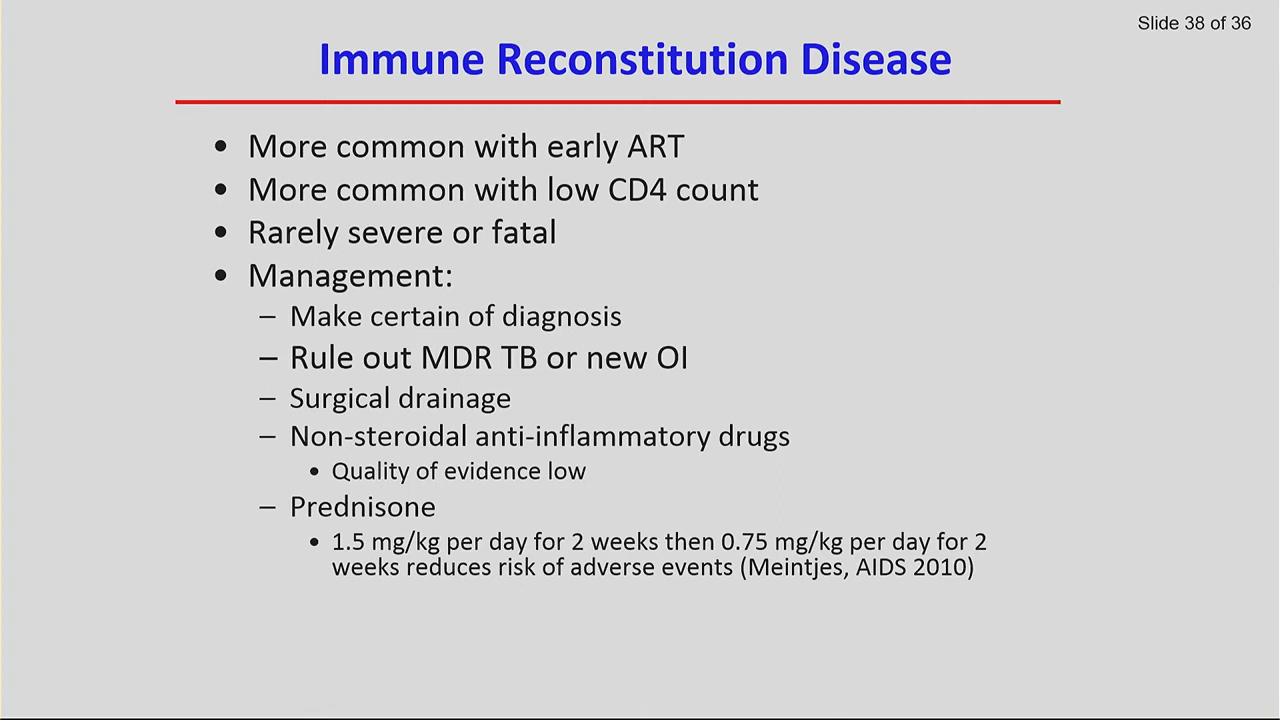 Slide 38 of 36
Immune Reconstitution Disease
• More common with early ART
• More common with low CD4 count
• Rarely severe or fatal
• Management:
– Make certain of diagnosis
– Rule out MDR TB or new OI
– Surgical drainage
– Non-steroidal anti-inflammatory drugs
• Quality of evidence low
– Prednisone
• 1.5 mg/kg per day for 2 weeks then 0.75 mg/kg per day for 2
weeks reduces risk of adverse events (Meintjes, AIDS 2010)